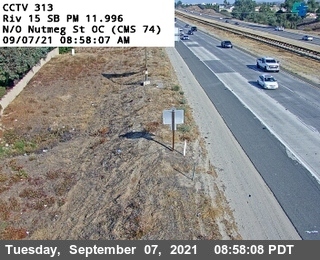 CCTV 313
Riv 15 SB PM 11.996
N/O Nutmeg St OC (CMS 74)
09/07/21 08:58:07 AM
Tuesday, September 07, 2021 08:58:08 PDT